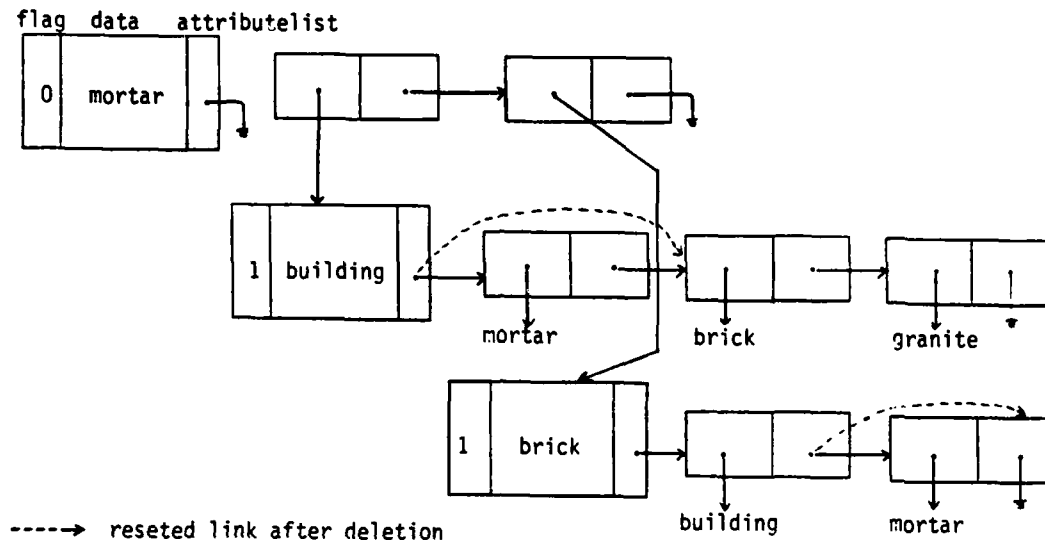 flag data attributelist
0 mortar
1 building
mortar brick granite
1 brick
building mortar
reseted link after deletion